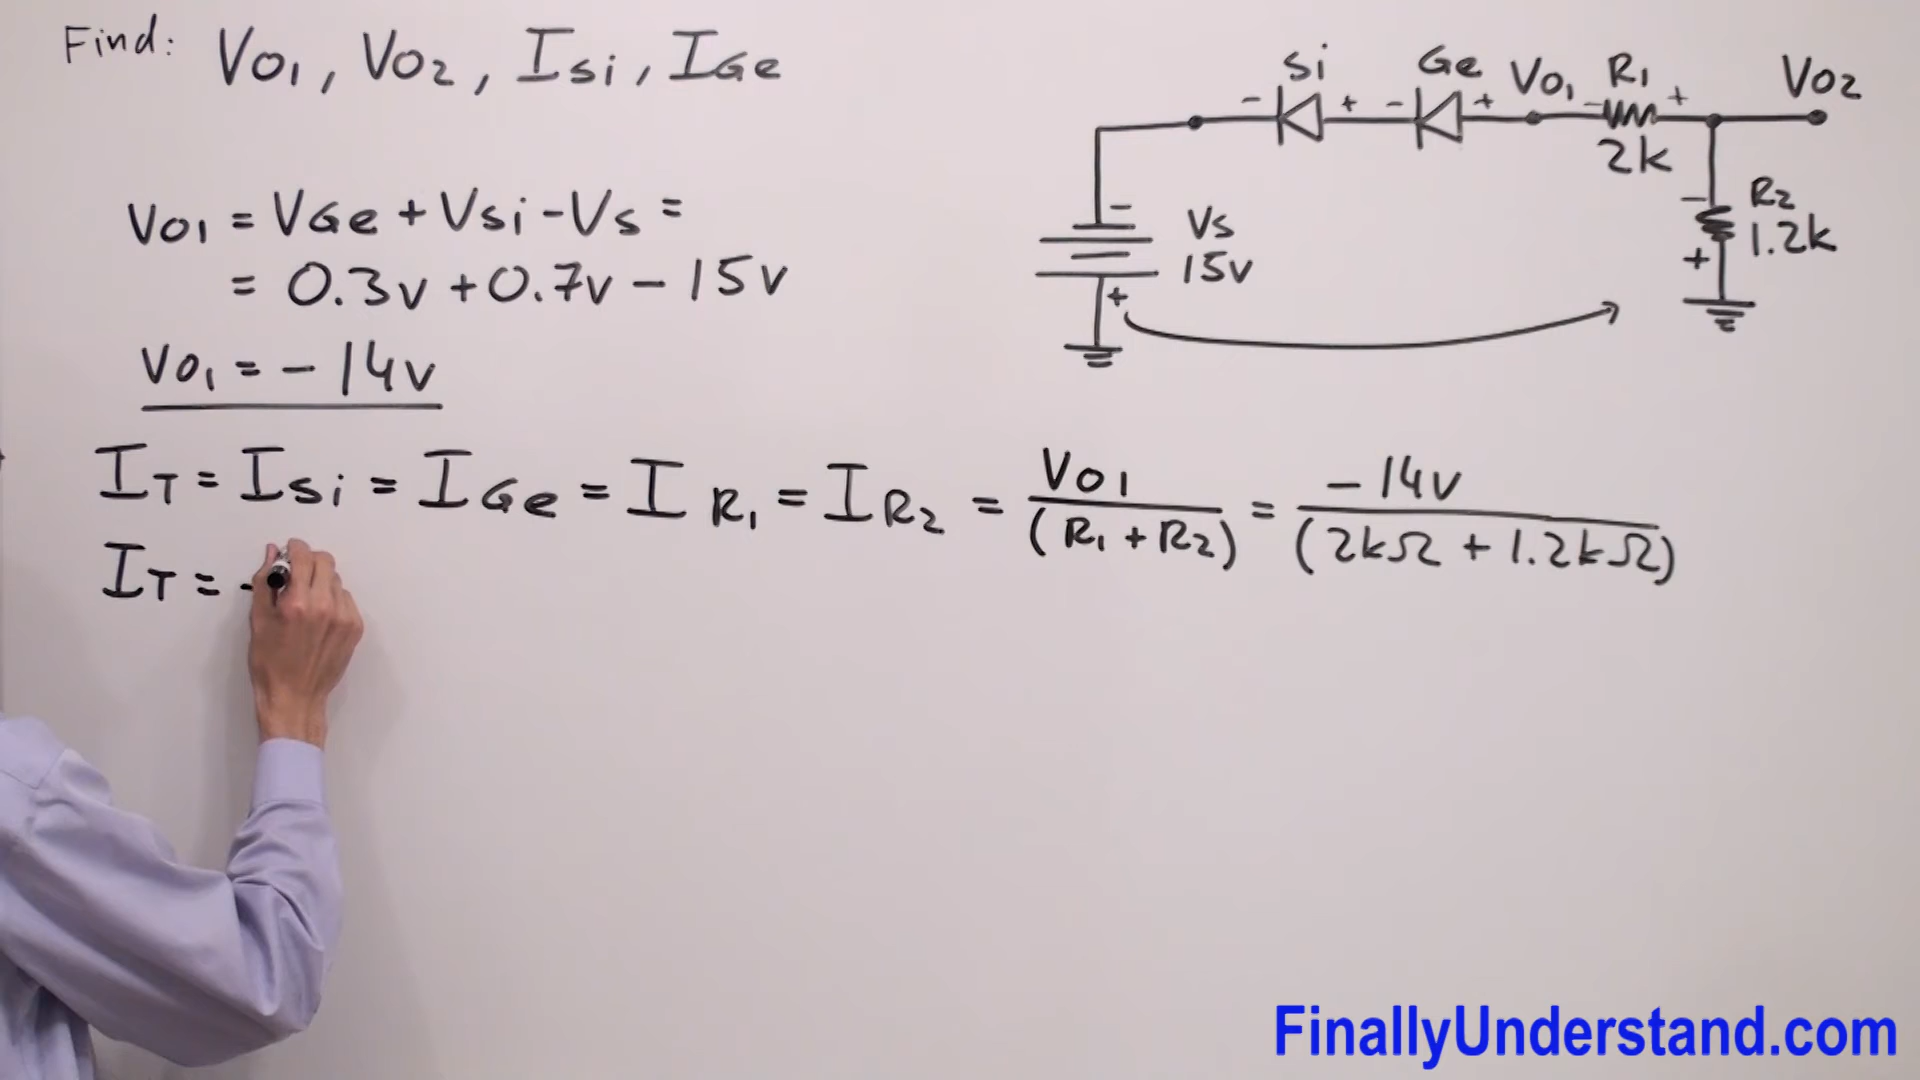 Find: Vo1, Vo2, ISi, IGe
Vo1 = VGe + VSi - Vs =
= 0.3v + 0.7v - 15v
Vo1 = - 14v
IT = ISi = IGe = I R1 = IR2 = Vo1 / (R1 + R2) = -14v / (2kΩ + 1.2kΩ)
IT = -
Si
Ge
Vo1
R1
Vo2
- + - + - +
2k
-
Vs
15v
+
-
R2
1.2k
+
FinallyUnderstand.com